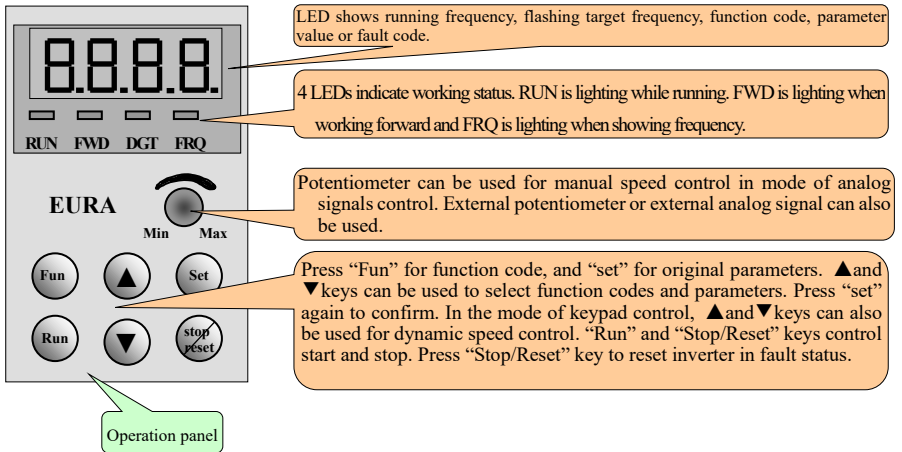 LED shows running frequency, flashing target frequency, function code, parameter
value or fault code.
8.8.8.8.
4 LEDs indicate working status. RUN is lighting while running. FWD is lighting when
working forward and FRQ is lighting when showing frequency.
RUN FWD DGT FRQ
Potentiometer can be used for manual speed control in mode of analog
signals control. External potentiometer or external analog signal can also
be used.
EURA
Min Max
Press “Fun” for function code, and “set” for original parameters. ▲and
▼keys can be used to select function codes and parameters. Press “set”
again to confirm. In the mode of keypad control, ▲and▼keys can also
be used for dynamic speed control. “Run” and “Stop/Reset” keys control
start and stop. Press “Stop/Reset” key to reset inverter in fault status.
Fun ▲ Set
Run ▼ stop
reset
Operation panel